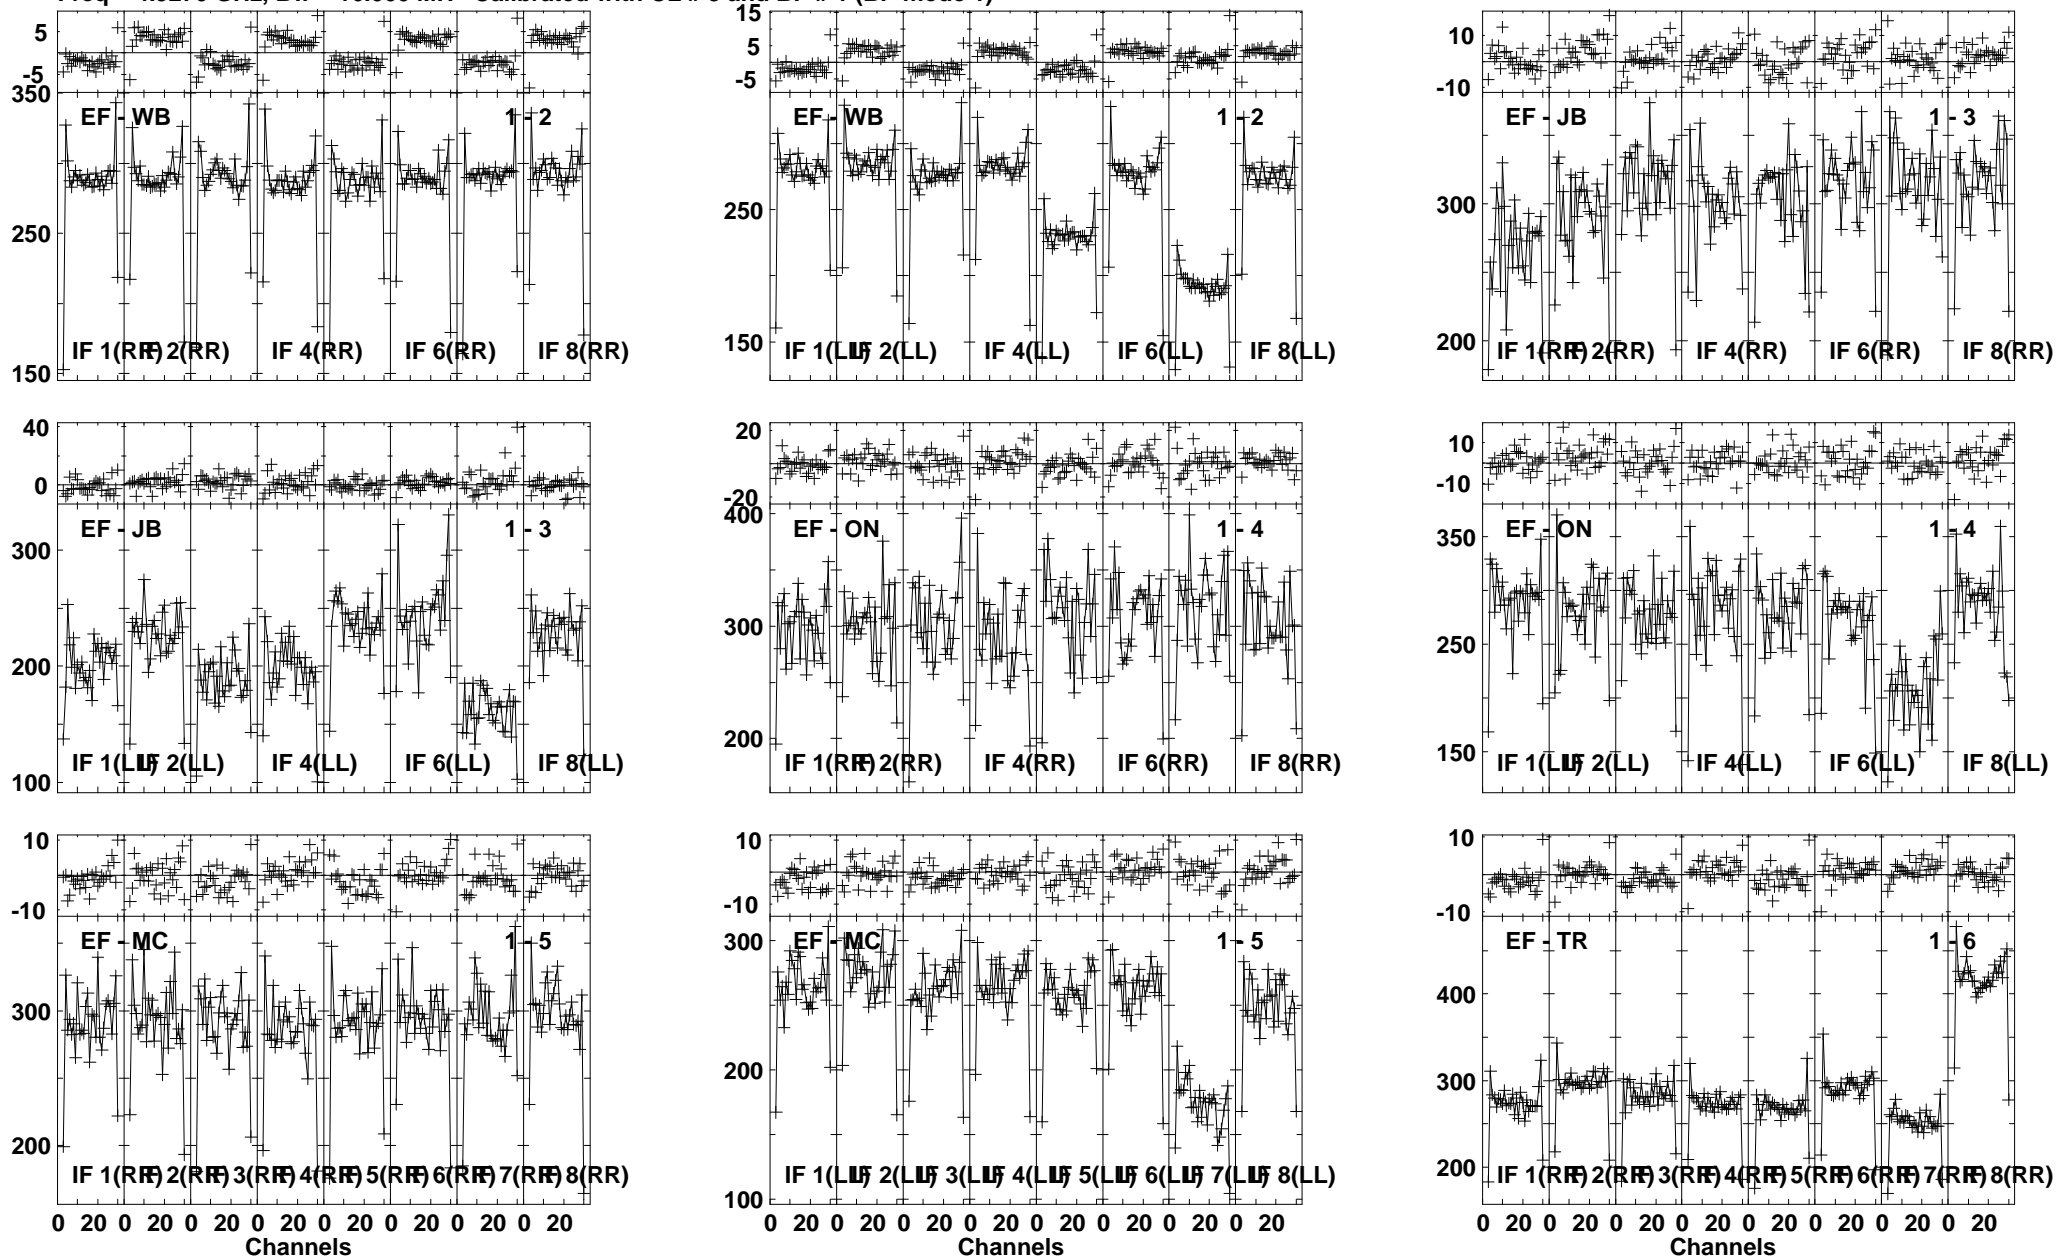 5
-5
350
EF - WB
1 - 2
250
150
IF 1(RR)
IF 2(RR)
IF 4(RR)
IF 6(RR)
IF 8(RR)
15
5
-5
EF - WB
1 - 2
250
150
IF 1(LL)
IF 2(LL)
IF 4(LL)
IF 6(LL)
IF 8(LL)
10
-10
EF - JB
1 - 3
300
200
IF 1(RR)
IF 2(RR)
IF 4(RR)
IF 6(RR)
IF 8(RR)
40
0
EF - JB
1 - 3
300
200
100
IF 1(LL)
IF 2(LL)
IF 4(LL)
IF 6(LL)
IF 8(LL)
20
0
-20
400
EF - ON
1 - 4
300
200
IF 1(RR)
IF 2(RR)
IF 4(RR)
IF 6(RR)
IF 8(RR)
10
-10
EF - ON
1 - 4
350
250
150
IF 1(LL)
IF 2(LL)
IF 4(LL)
IF 6(LL)
IF 8(LL)
10
-10
EF - MC
1 - 5
300
200
IF 1(RR)
IF 2(RR)
IF 3(RR)
IF 4(RR)
IF 5(RR)
IF 6(RR)
IF 7(RR)
IF 8(RR)
0 20 0 20 0 20 0 20 0 20 0 20 0 20 0 20
Channels
10
0
-10
EF - MC
1 - 5
300
200
100
IF 1(LL)
IF 2(LL)
IF 3(LL)
IF 4(LL)
IF 5(LL)
IF 6(LL)
IF 7(LL)
IF 8(LL)
0 20 0 20 0 20 0 20 0 20 0 20 0 20 0 20
Channels
10
-10
EF - TR
1 - 6
400
300
200
IF 1(RR)
IF 2(RR)
IF 3(RR)
IF 4(RR)
IF 5(RR)
IF 6(RR)
IF 7(RR)
IF 8(RR)
0 20 0 20 0 20 0 20 0 20 0 20 0 20 0 20
Channels